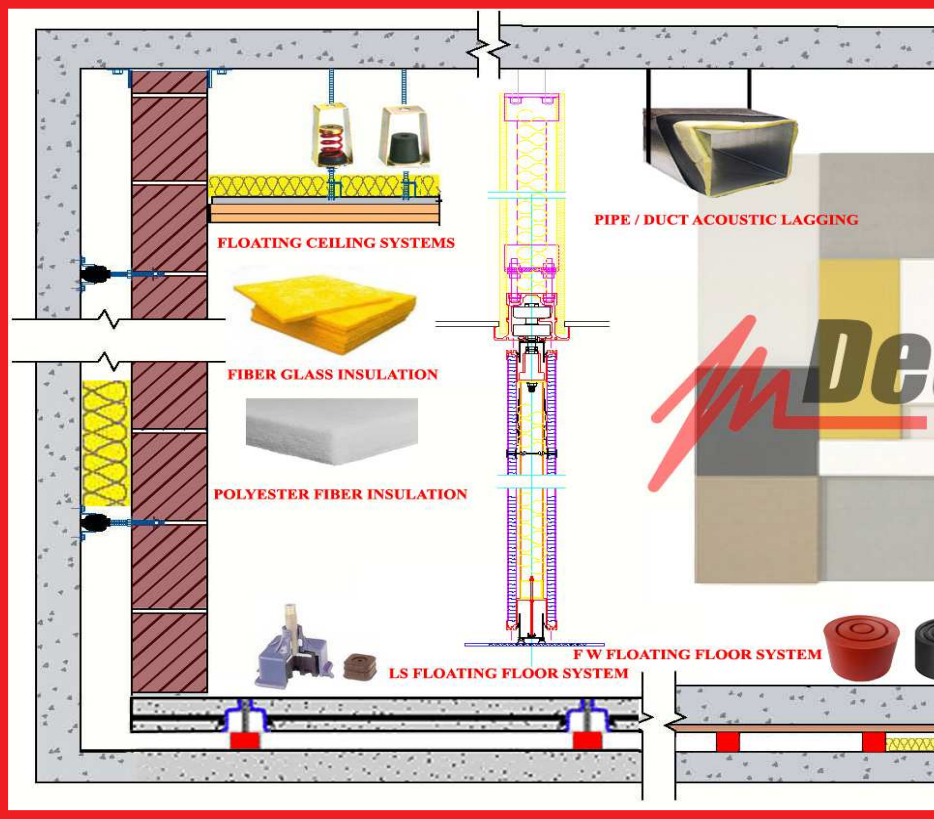 PIPE / DUCT ACOUSTIC LAGGING
FLOATING CEILING SYSTEMS
FIBER GLASS INSULATION
POLYESTER FIBER INSULATION
F W FLOATING FLOOR SYSTEM
LS FLOATING FLOOR SYSTEM